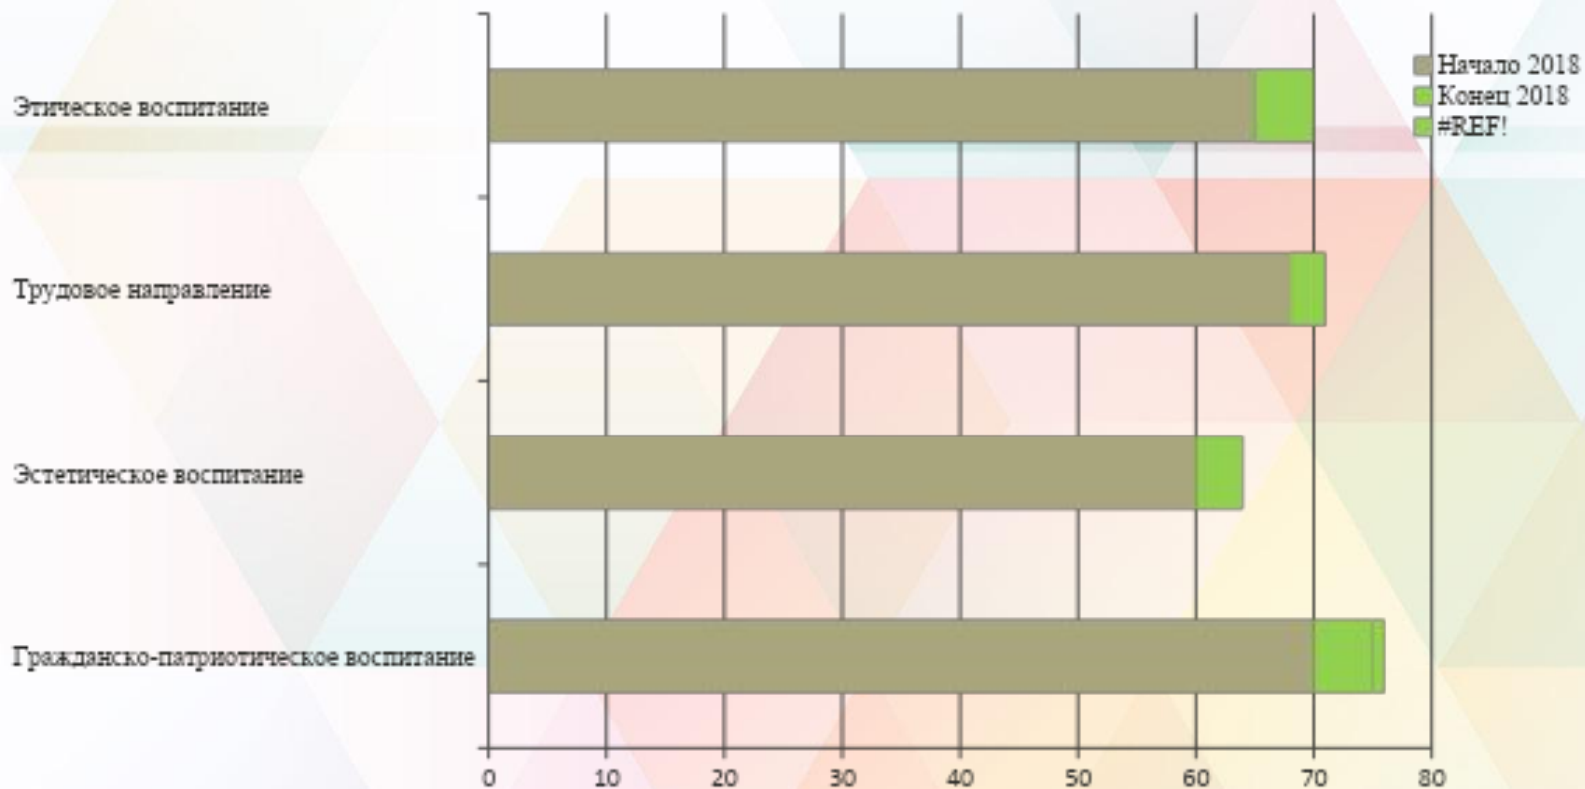 Начало 2018
Конец 2018
#REF!
Этическое воспитание
Трудовое направление
Эстетическое воспитание
Гражданско-патриотическое воспитание
0 10 20 30 40 50 60 70 80